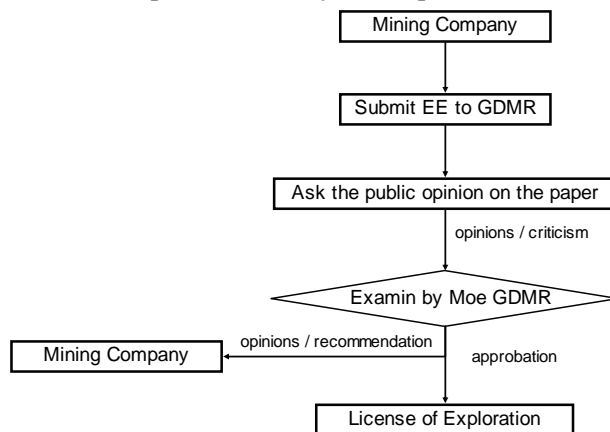 Mining Company
Submit EE to GDMR
Ask the public opinion on the paper
opinions / criticism
Examin by Moe GDMR
opinions / recommendation
Mining Company
approbation
License of Exploration